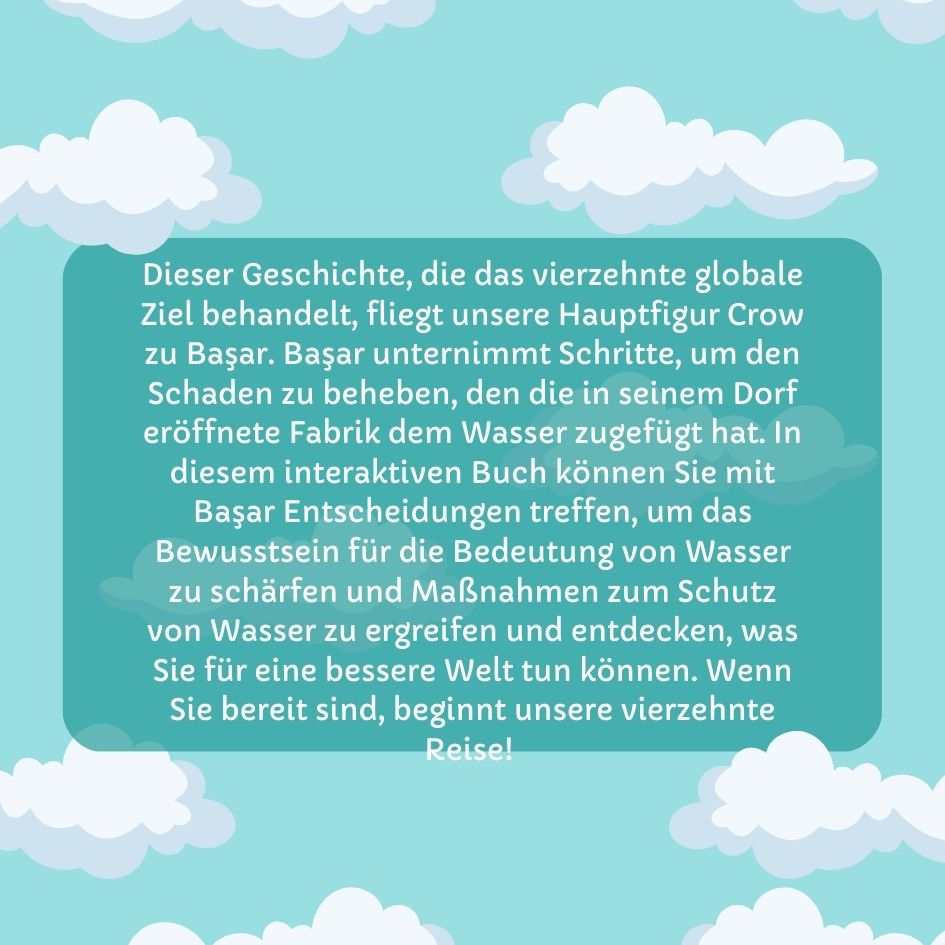 Dieser Geschichte, die das vierzehnte globale
Ziel behandelt, fliegt unsere Hauptfigur Crow
zu Başar. Başar unternimmt Schritte, um den
Schaden zu beheben, den die in seinem Dorf
eröffnete Fabrik dem Wasser zugefügt hat. In
diesem interaktiven Buch können Sie mit
Başar Entscheidungen treffen, um das
Bewusstsein für die Bedeutung von Wasser
zu schärfen und Maßnahmen zum Schutz
von Wasser zu ergreifen und entdecken, was
Sie für eine bessere Welt tun können. Wenn
Sie bereit sind, beginnt unsere vierzehnte
Reise!